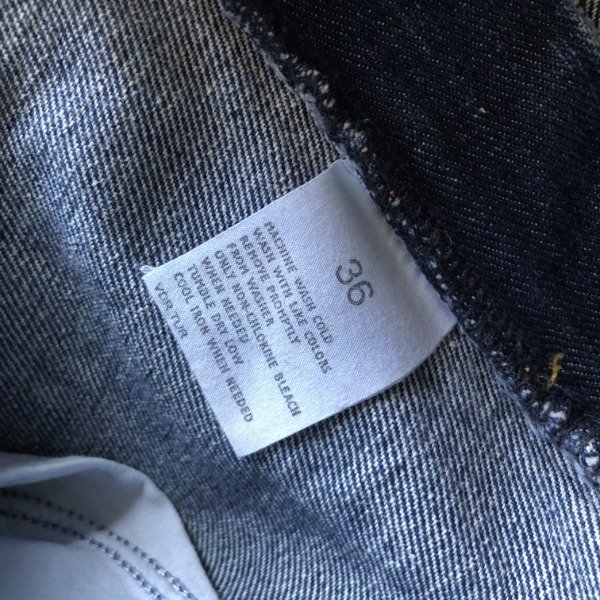 36
MACHINE WASH COLD
WASH WITH LIKE COLORS
REMOVE PROMPTLY
FROM WASHER
ONLY NON-CHLORINE BLEACH
WHEN NEEDED
TUMBLE DRY LOW
COOL IRON WHEN NEEDED